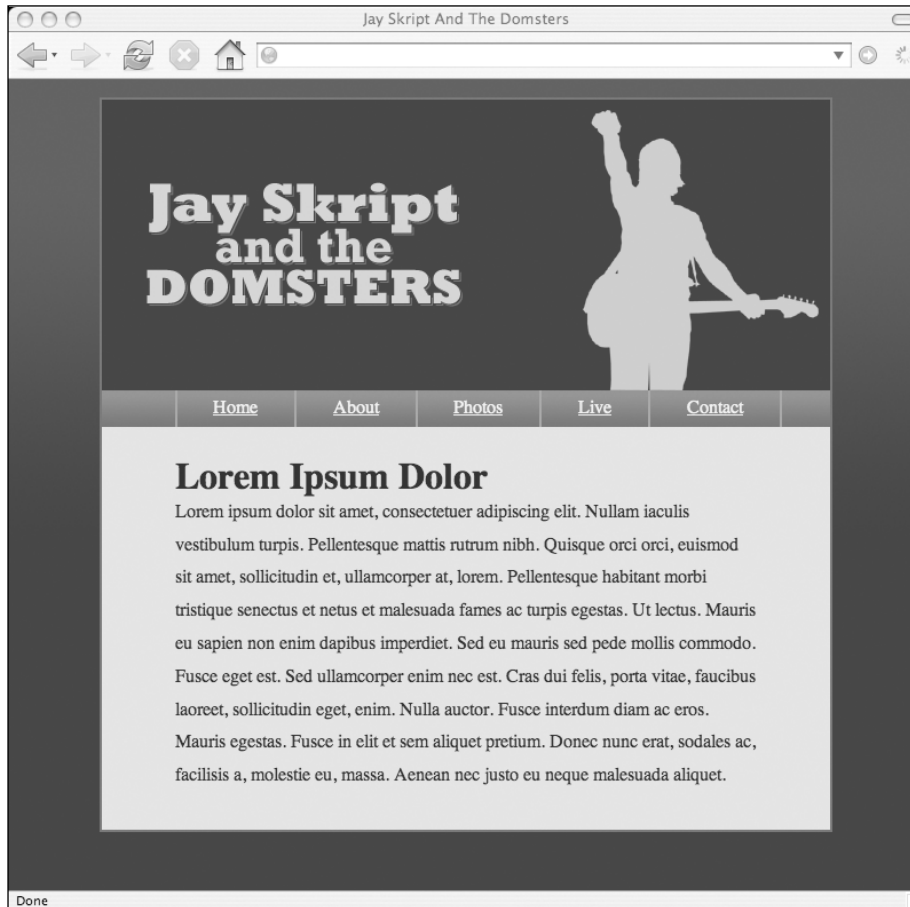 Jay Skript And The Domsters
Jay Skript
and the
DOMSTERS
Home About Photos Live Contact
Lorem Ipsum Dolor
Lorem ipsum dolor sit amet, consectetuer adipiscing elit. Nullam iaculis
vestibulum turpis. Pellentesque mattis rutrum nibh. Quisque orci orci, euismod
sit amet, sollicitudin et, ullamcorper at, lorem. Pellentesque habitant morbi
tristique senectus et netus et malesuada fames ac turpis egestas. Ut lectus. Mauris
eu sapien non enim dapibus imperdiet. Sed eu mauris sed pede mollis commodo.
Fusce eget est. Sed ullamcorper enim nec est. Cras dui felis, porta vitae, faucibus
laoreet, sollicitudin eget, enim. Nulla auctor. Fusce interdum diam ac eros.
Mauris egestas. Fusce in elit et sem aliquet pretium. Donec nunc erat, sodales ac,
facilisis a, molestie eu, massa. Aenean nec justo eu neque malesuada aliquet.
Done